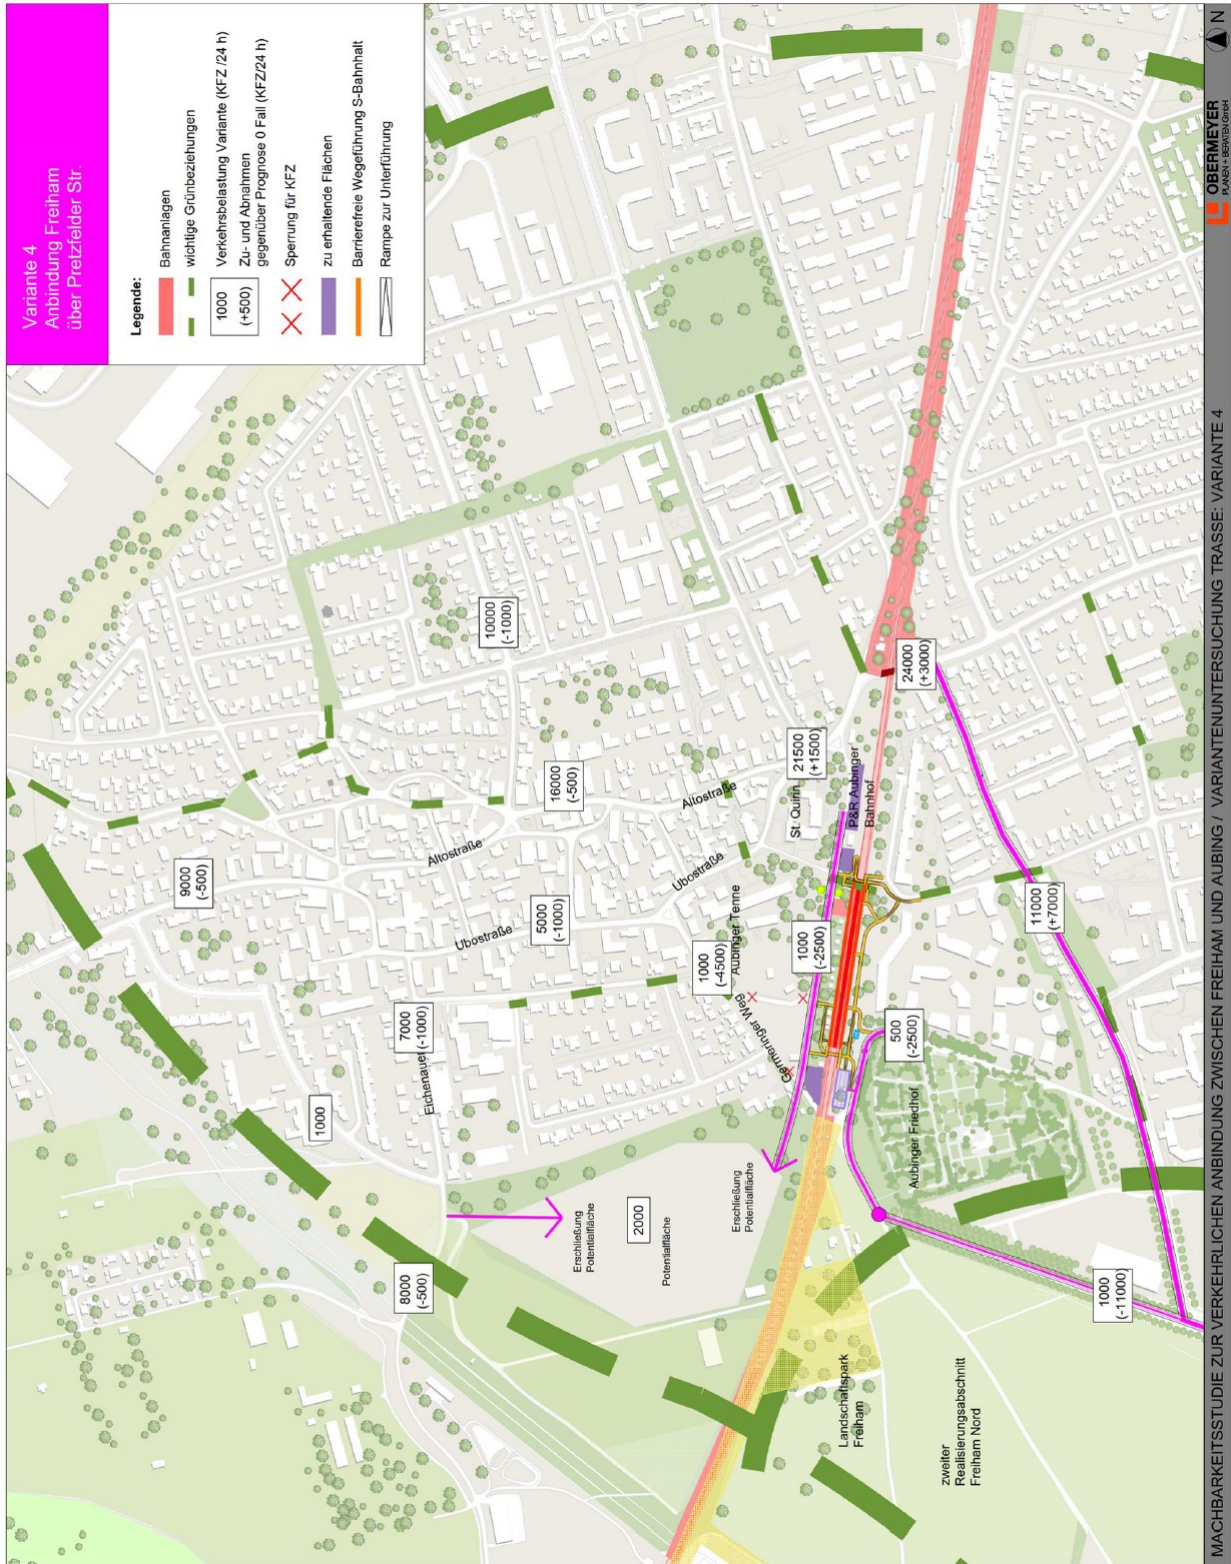 Variante 4
Anbindung Freiham
über Pretzfelder Str.
Legende:
Bahnanlagen
wichtige Grünbeziehungen
1000
(+500)
Verkehrsbelastung Variante (KFZ /24 h)
Zu- und Abnahmen
gegenüber Prognose 0 Fall (KFZ/24 h)
Sperrung für KFZ
zu erhaltende Flächen
Barrierefreie Wegeführung S-Bahnhalt
Rampe zur Unterführung
9000
(-500)
10000
(-1000)
16000
(-500)
Altostraße
Ubostraße
5000
(-1000)
7000
(-1000)
Eichenauer
1000
8000
(-500)
Erschließung
Potentialfläche
2000
Potentialfläche
Erschließung
Potentialfläche
Altostraße
Ubostraße
Aubinger Tenne
1000
(-4500)
Germeringer Weg
St. Quirin
21500
(+1500)
1000
(-2500)
P&R Aubinger
Bahnhof
24000
(+3000)
500
(-2500)
Aubinger Friedhof
11000
(+7000)
1000
(-11000)
Landschaftspark
Freiham
zweiter
Realisierungsabschnitt
Freiham Nord
MACHBARKEITSSTUDIE ZUR VERKEHRLICHEN ANBINDUNG ZWISCHEN FREIHAM UND AUBING / VARIANTENUNTERSUCHUNG TRASSE: VARIANTE 4
OBERMEYER
PLANEN + BERATEN GmbH
N